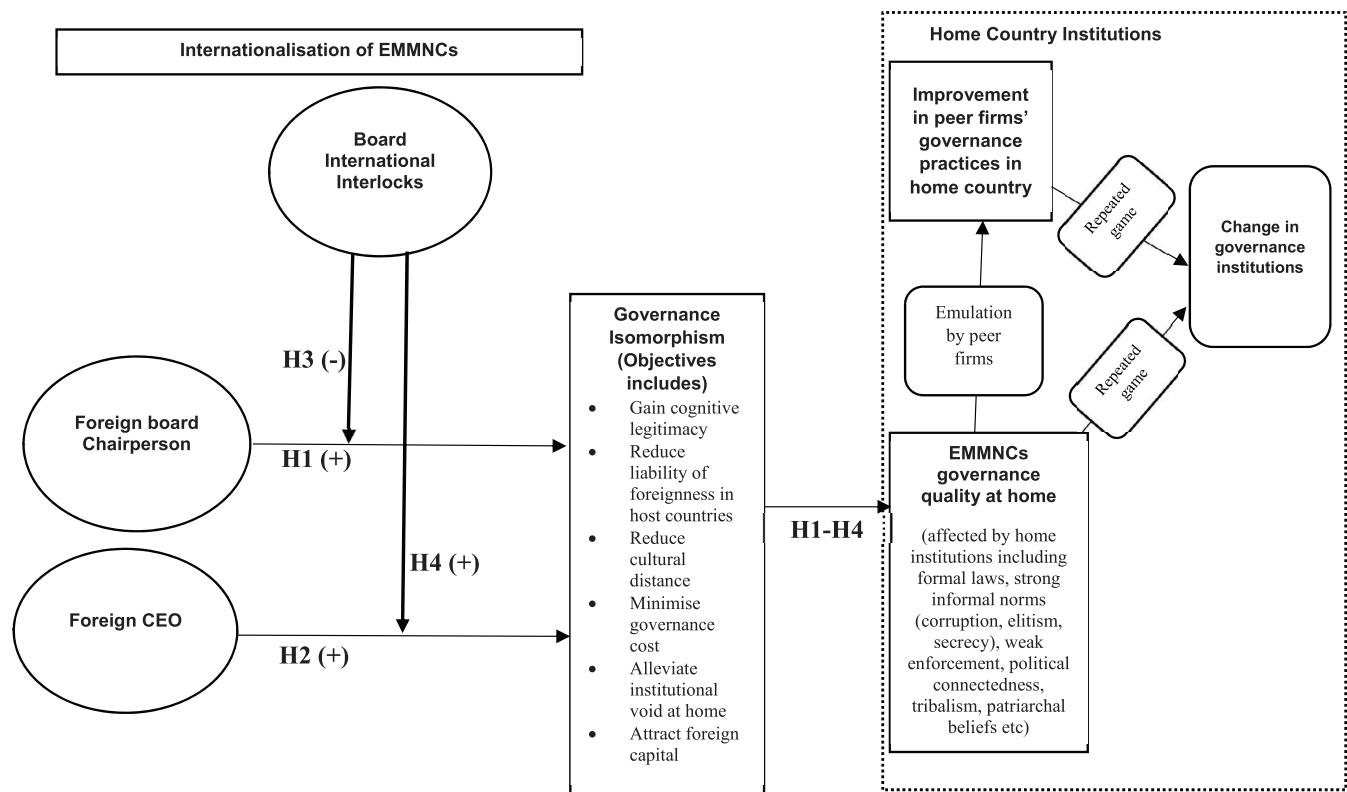 Internationalisation of EMMNCs
Board
International
Interlocks
H3 (-)
Foreign board
Chairperson
H1 (+)
H4 (+)
Foreign CEO
H2 (+)
Governance
Isomorphism
(Objectives
includes)
• Gain cognitive
legitimacy
• Reduce
liability of
foreignness in
host countries
• Reduce
cultural
distance
• Minimise
governance
cost
• Alleviate
institutional
void at home
• Attract foreign
capital
H1-H4
Home Country Institutions
Improvement
in peer firms’
governance
practices in
home country
Repeated
game
Change in
governance
institutions
Emulation
by peer
firms
Repeated
game
EMMNCs
governance
quality at home
(affected by home
institutions including
formal laws, strong
informal norms
(corruption, elitism,
secrecy), weak
enforcement, political
connectedness,
tribalism, patriarchal
beliefs etc)